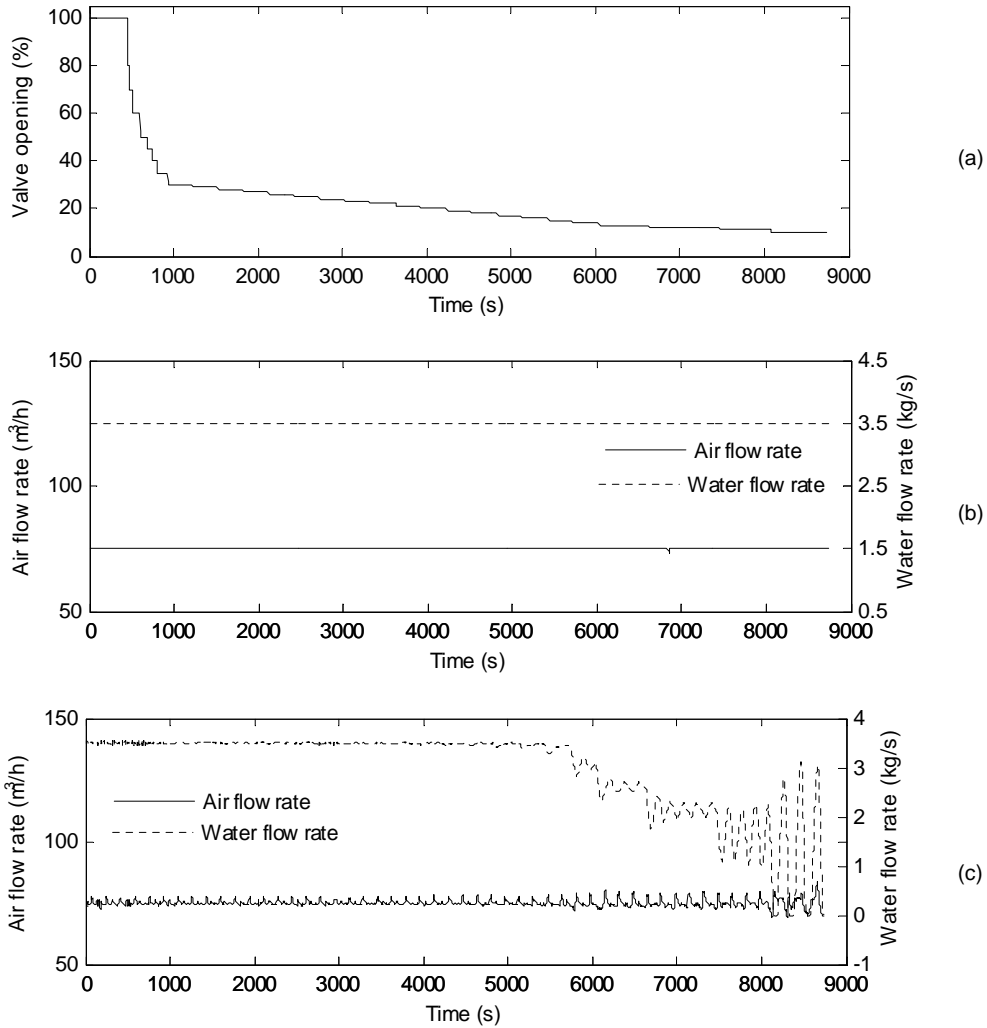 100
80
60
40
20
0
Valve opening (%)
0 1000 2000 3000 4000 5000 6000 7000 8000 9000
Time (s)
(a)
150
100
50
Air flow rate (m³/h)
4.5
3.5
2.5
1.5
0.5
Water flow rate (kg/s)
Air flow rate
Water flow rate
0 1000 2000 3000 4000 5000 6000 7000 8000 9000
Time (s)
(b)
150
100
50
Air flow rate (m³/h)
4
3
2
1
0
-1
Water flow rate (kg/s)
Air flow rate
Water flow rate
0 1000 2000 3000 4000 5000 6000 7000 8000 9000
Time (s)
(c)